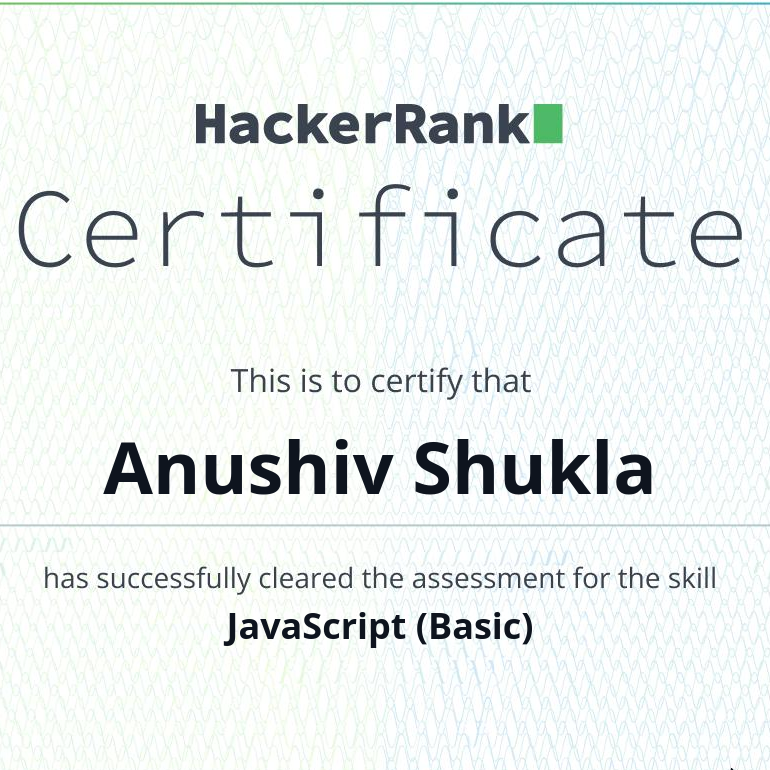 HackerRank
Certificate
This is to certify that
Anushiv Shukla
has successfully cleared the assessment for the skill
JavaScript (Basic)